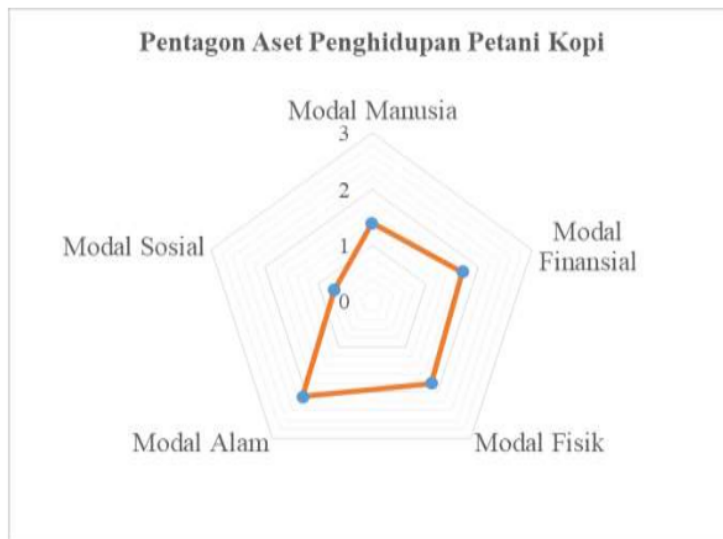 Pentagon Aset Penghidupan Petani Kopi
Modal Manusia
3
2
1
0
Modal
Finansial
Modal Sosial
Modal Alam
Modal Fisik